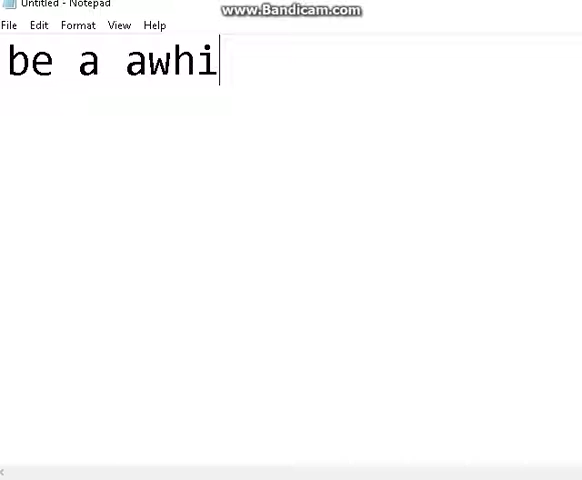 Untitled - Notepad
www.Bandicam.com
File Edit Format View Help
be a awhi